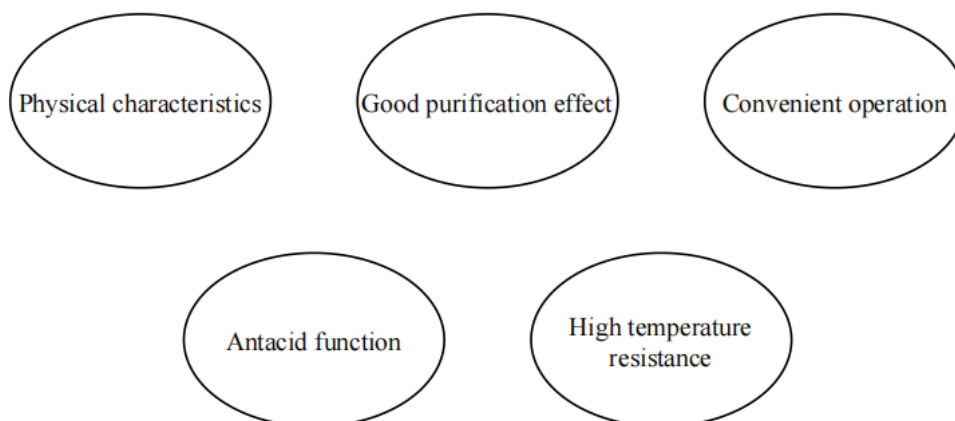 Physical characteristics
Good purification effect
Convenient operation
Antacid function
High temperature
resistance